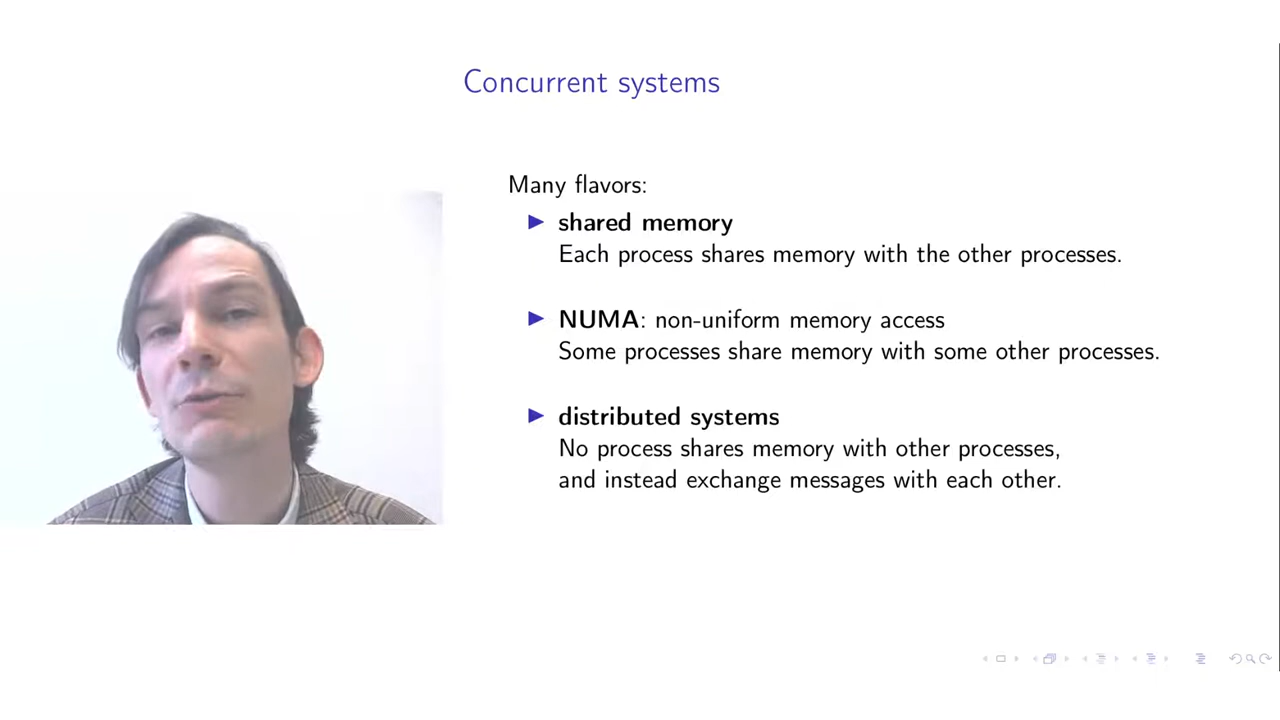 Concurrent systems
Many flavors:
▶ shared memory
Each process shares memory with the other processes.
▶ NUMA: non-uniform memory access
Some processes share memory with some other processes.
▶ distributed systems
No process shares memory with other processes,
and instead exchange messages with each other.